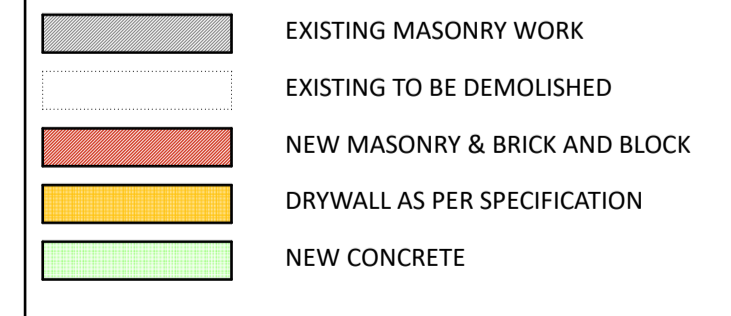 EXISTING MASONRY WORK
EXISTING TO BE DEMOLISHED
NEW MASONRY & BRICK AND BLOCK
DRYWALL AS PER SPECIFICATION
NEW CONCRETE